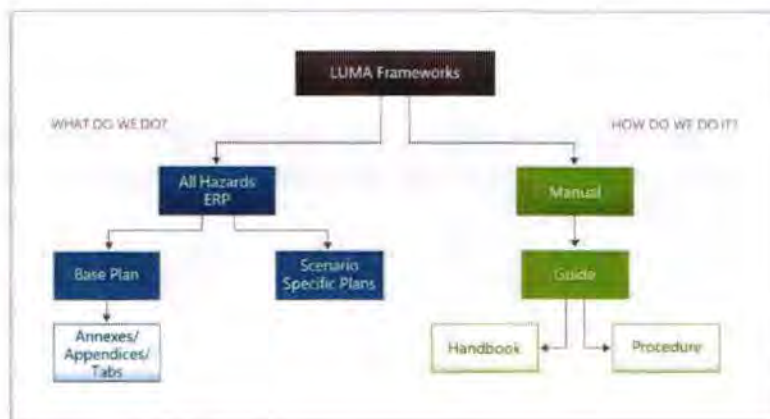 LUMA Frameworks
WHAT DO WE DO?
HOW DO WE DO IT?
All Hazards
ERP
Manual
Base Plan
Scenario
Specific Plans
Guide
Annexes/
Appendices/
Tabs
Handbook
Procedure